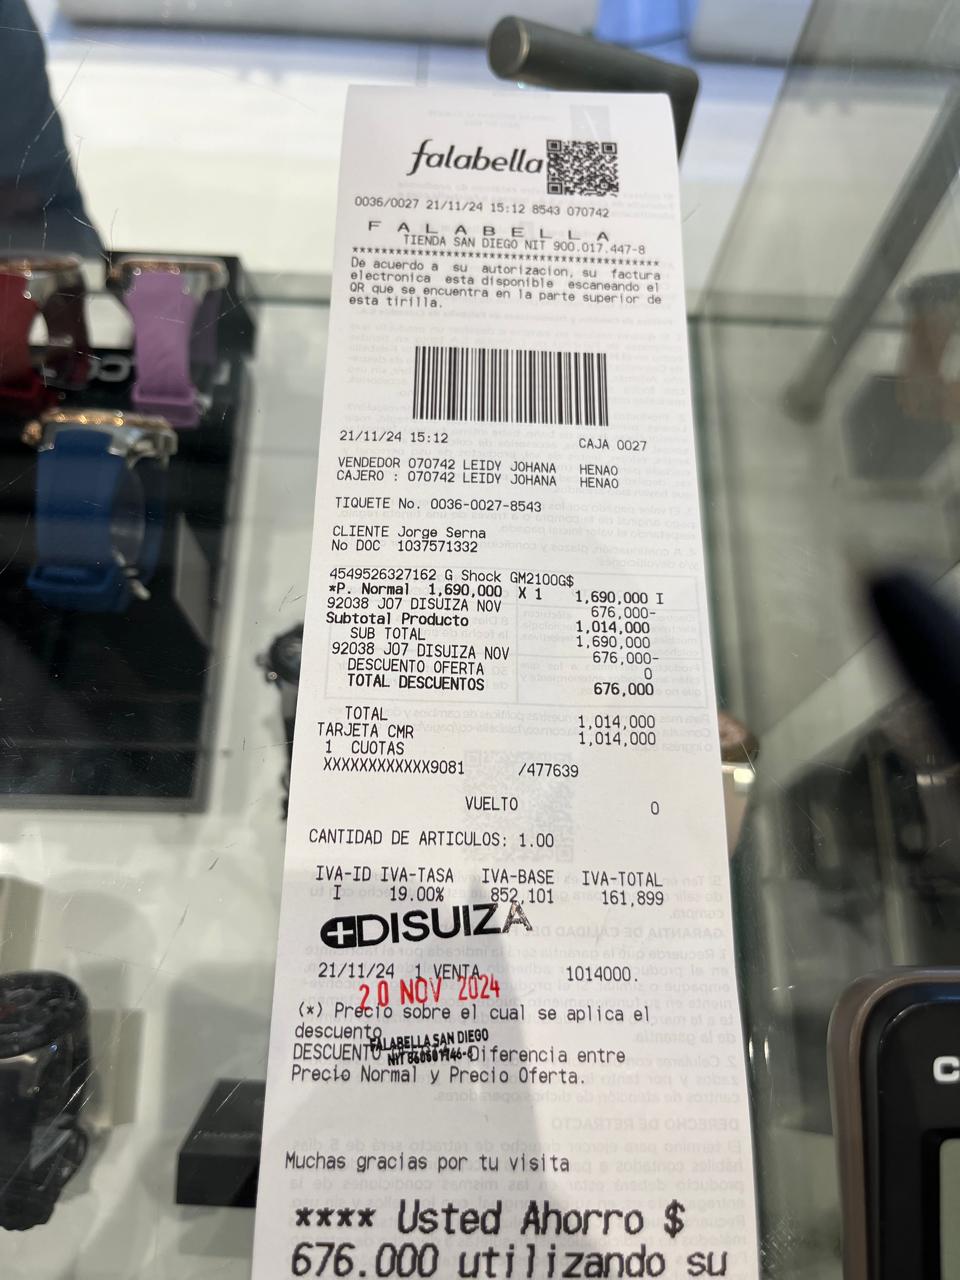 falabella
0036/0027 21/11/24 15:12 8543 070742
F A L A B E L L A
TIENDA SAN DIEGO NIT 900.017.447-8
****************************************************
De acuerdo a su autorizacion, su factura
electronica esta disponible escaneando el
QR que se encuentra en la parte superior de
esta tirilla.
21/11/24 15:12 CAJA 0027
VENDEDOR 070742 LEIDY JOHANA HENAO
CAJERO : 070742 LEIDY JOHANA HENAO
TIQUETE No. 0036-0027-8543
CLIENTE Jorge Serna
No DOC 1037571332
4549526327162 G Shock GM2100G$
*P. Normal 1,690,000 X 1 1,690,000 I
92038 J07 DISUIZA NOV 676,000-
Subtotal Producto 1,014,000
SUB TOTAL 1,690,000
92038 J07 DISUIZA NOV 676,000-
DESCUENTO OFERTA 0
TOTAL DESCUENTOS 676,000
TOTAL 1,014,000
TARJETA CMR 1,014,000
1 CUOTAS
XXXXXXXXXXXX9081 /477639
VUELTO 0
CANTIDAD DE ARTICULOS: 1.00
IVA-ID IVA-TASA IVA-BASE IVA-TOTAL
I 19.00% 852,101 161,899
DISUIZA
21/11/24 1 VENTA 1014000.
20 NOV 2024
(*) Precio sobre el cual se aplica el
descuento
FALABELLA SAN DIEGO
DESCUENTO Diferencia entre
Precio Normal y Precio Oferta.
Muchas gracias por tu visita
**** Usted Ahorro $
676.000 utilizando su
C